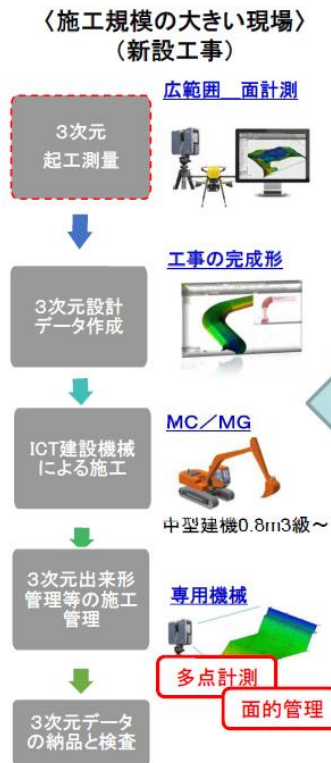 〈施工規模の大きい現場〉
（新設工事）
3次元
起工測量
広範囲＿面計測
3次元設計
データ作成
工事の完成形
ICT建設機械
による施工
MC／MG
中型建機0.8m3級～
3次元出来形
管理等の施工
管理
専用機械
多点計測
面的管理
3次元データ
の納品と検査